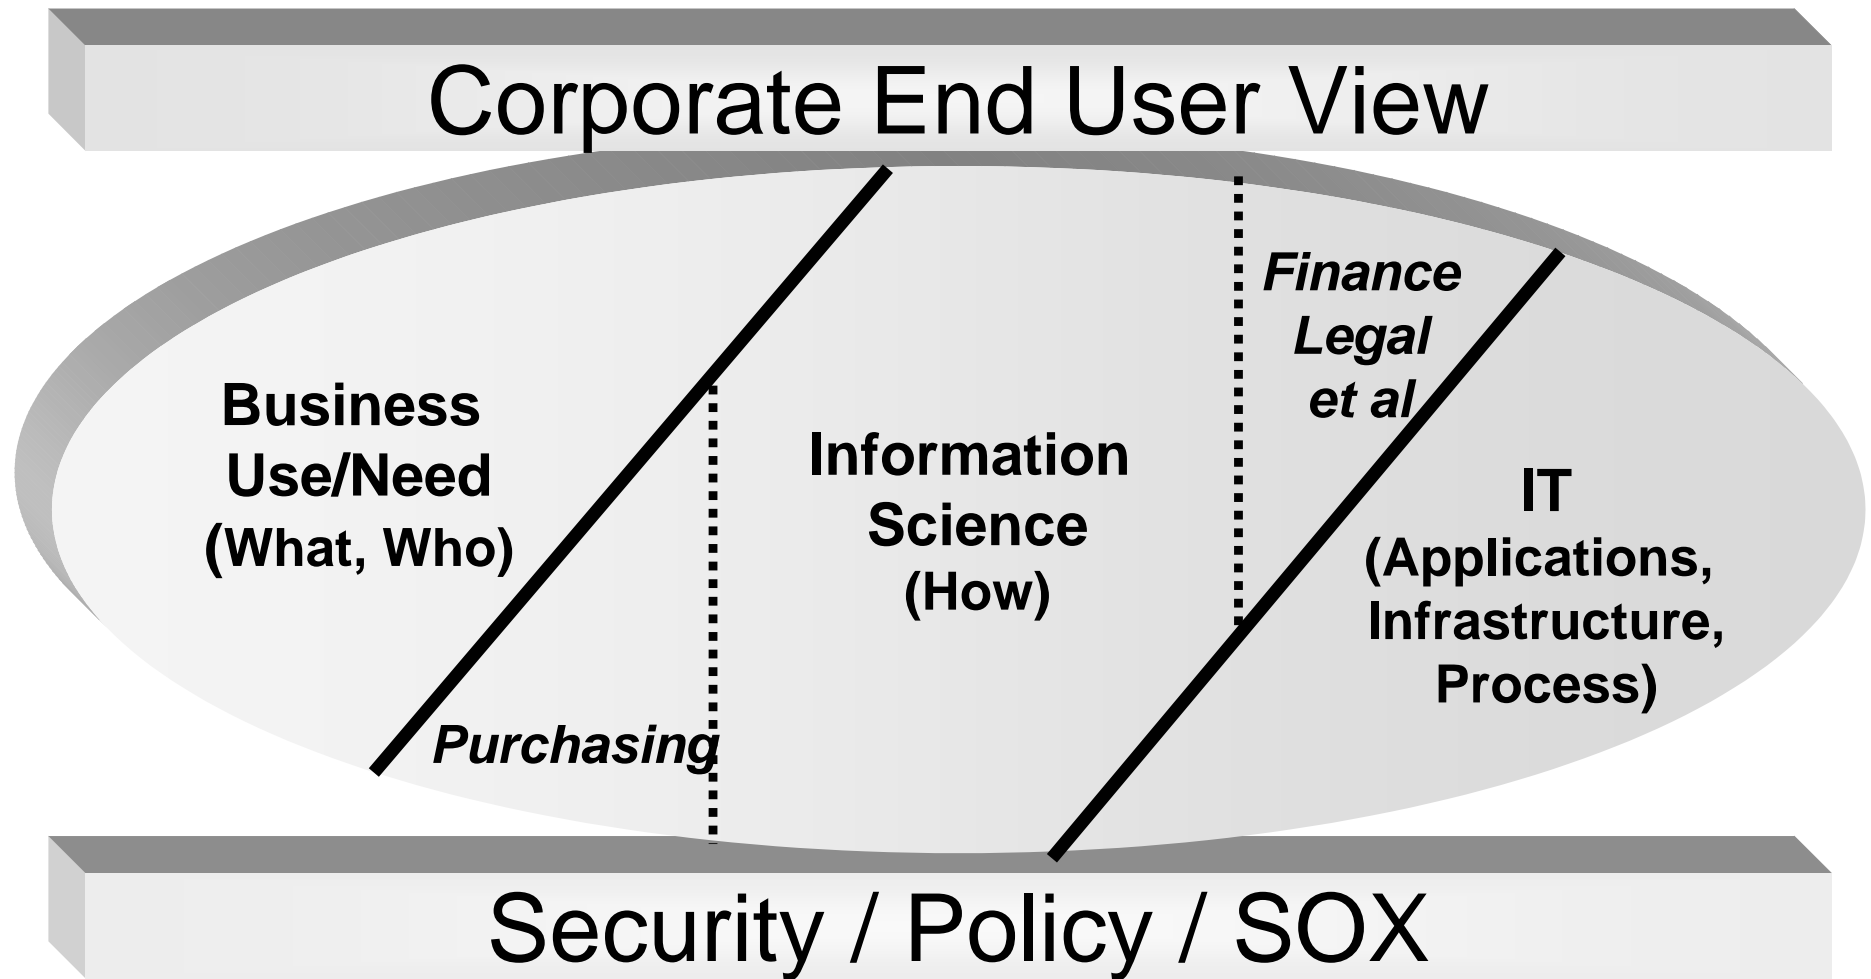 Corporate End User View
Business
Use/Need
(What, Who)
Purchasing
Information
Science
(How)
Finance
Legal
et al
IT
(Applications,
Infrastructure,
Process)
Security / Policy / SOX